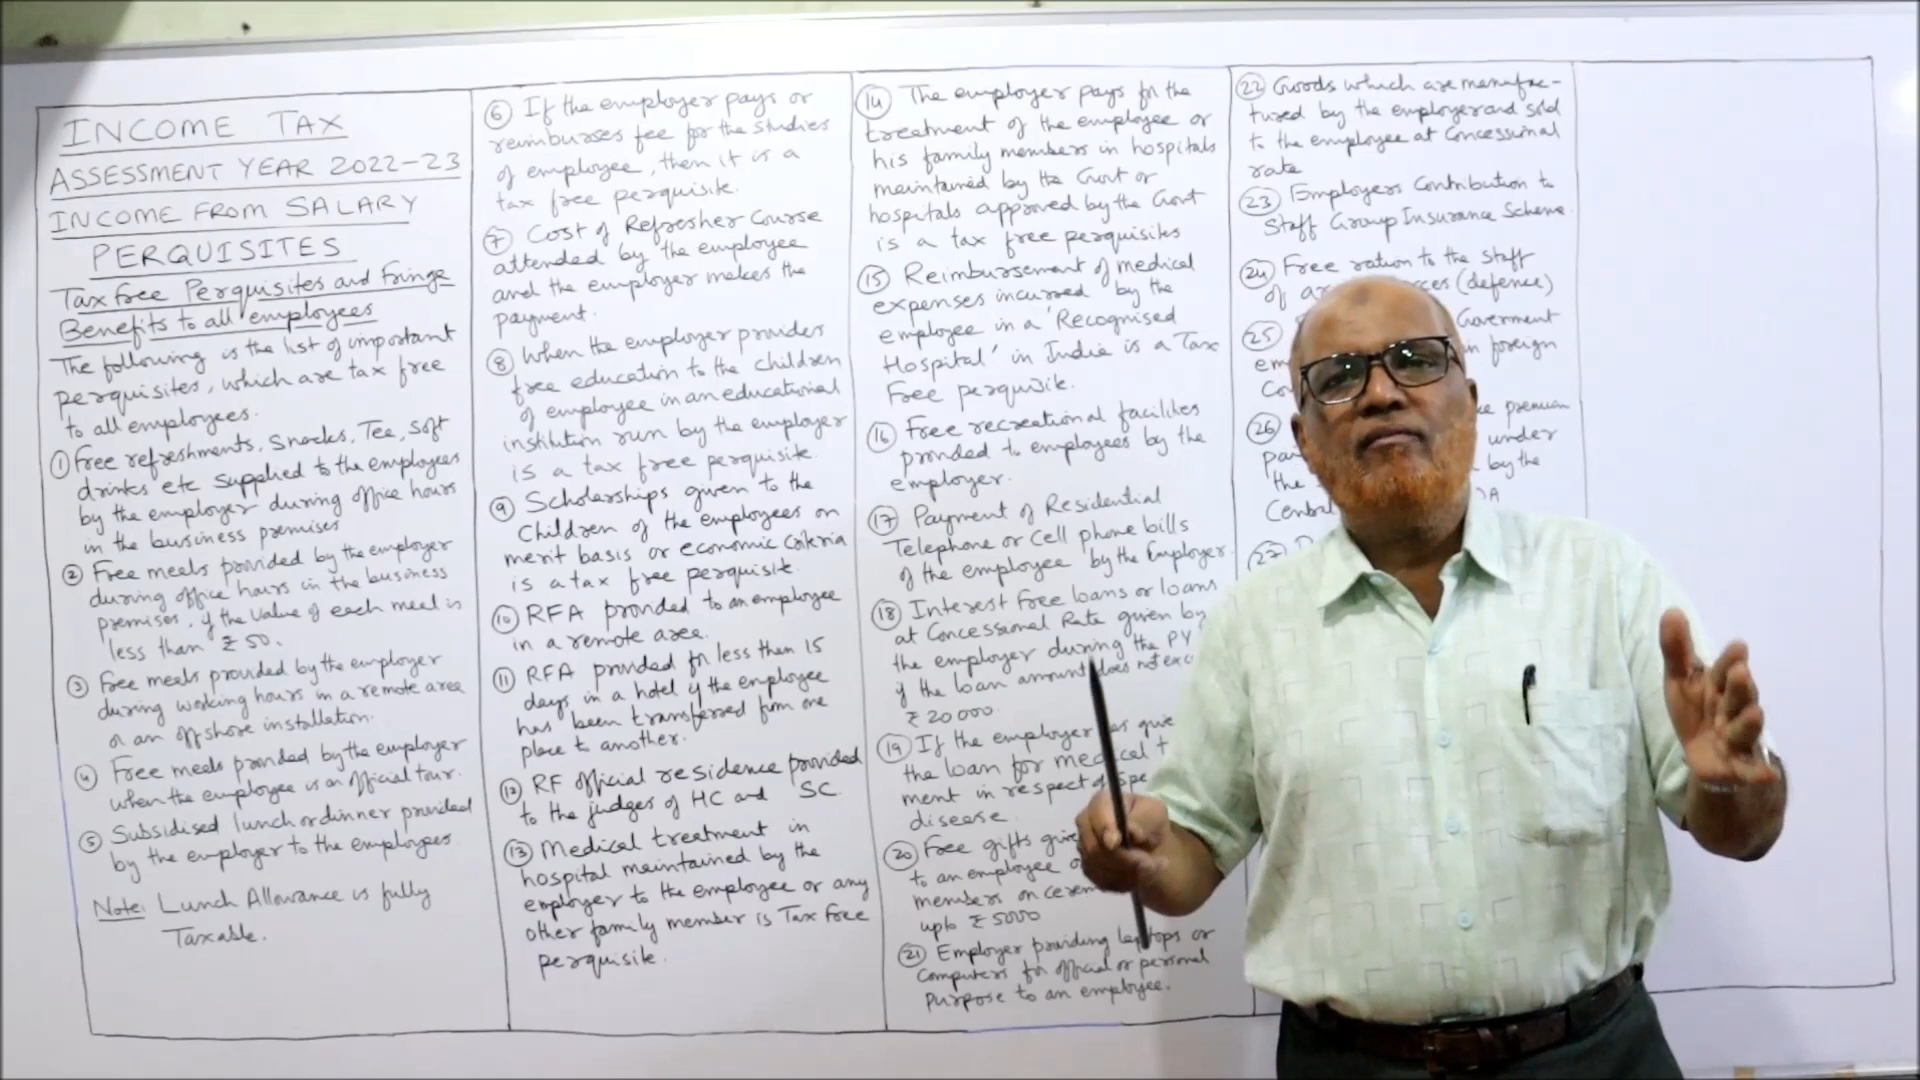 INCOME TAX
ASSESSMENT YEAR 2022-23
INCOME FROM SALARY
PERQUISITES
Tax free Perquisites and Fringe
Benefits to all employees
The following is the list of important
perquisites, which are tax free
to all employees.
① Free refreshments, Snacks, Tee, Soft
drinks etc supplied to the employees
by the employer during office hours
in the business premises
② Free meels provided by the employer
during office hours in the business
premises, if the value of each meel is
less than ₹ 50.
③ Free meels provided by the employer
during working hours in a remote area
or an offshore installation.
④ Free meels provided by the employer
when the employee is an official tour.
⑤ Subsidised lunch or dinner provided
by the employer to the employees
Note: Lunch Allowance is fully
Taxable.
⑥ If the employer pays or
reimburses fee for the studies
of employee, then it is a
tax free perquisite.
⑦ Cost of Refresher Course
attended by the employee
and the employer makes the
payment.
⑧ When the employer provides
free education to the children
of employee in an educational
institution run by the employer
is a tax free perquisite.
⑨ Scholarships given to the
Children of the employees on
merit basis or economic criteria
is a tax free perquisite.
⑩ RFA provided to an employee
in a remote area.
⑪ RFA provided for less then 15
days in a hotel if the employee
has been transferred from one
place to another.
⑫ RF official residence provided
to the judges of HC and SC.
⑬ Medical treatment in
hospital maintained by the
employer to the employee or any
other family member is Tax free
perquisite.
⑭ The employer pays for the
treatment of the employee or
his family members in hospitals
maintained by the Govt or
hospitals approved by the Govt
is a tax free perquisites
⑮ Reimbursement of medical
expenses incurred by the
employee in a 'Recognised
Hospital' in India is a Tax
Free perquisite.
⑯ Free recreational facilities
provided to employees by the
employer.
⑰ Payment of Residential
Telephone or Cell phone bills
of the employee by the Employer.
⑱ Interest free loans or loans
at Concessional Rate given by
the employer during the PY
if the loan amount does not
₹ 20000.
⑲ If the employer
the loan for medical
ment in respect of
disease.
⑳ Free gifts
to an employee
members on
upto ₹ 5000
㉑ Employer providing laptops or
Computers for official or personal
purpose to an employee.
㉒ Goods which are manufac-
tured by the employer and sold
to the employee at Concessional
rate
㉓ Employers Contribution to
Staff Group Insurance Scheme.
㉔ Free ration to the staff
of (defence)
㉕ Goverment
foreign
㉖ premium
under
the by the
Central
㉗